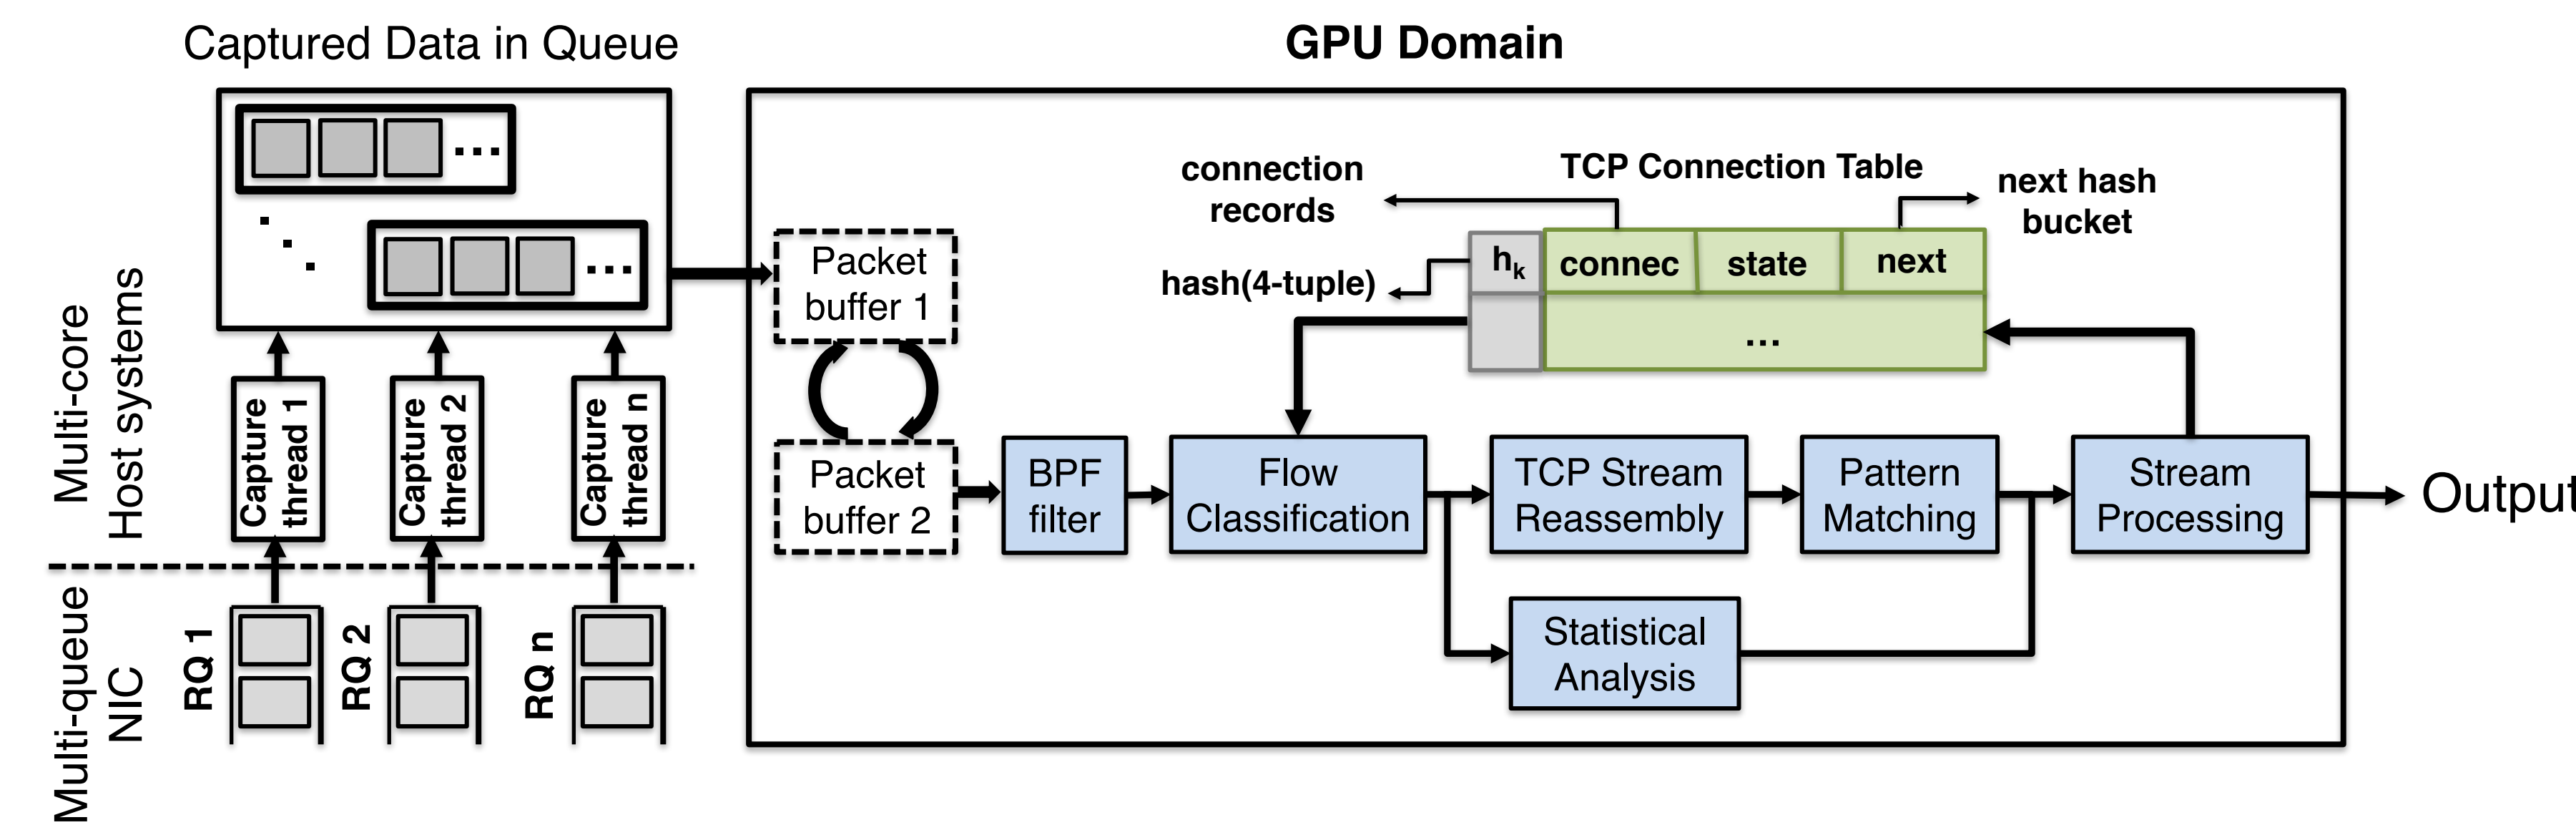 Captured Data in Queue
GPU Domain
...
...
Multi-core
Host systems
Capture
thread 1
Capture
thread 2
Capture
thread n
Multi-queue
NIC
RQ 1
RQ 2
RQ n
Packet
buffer 1
Packet
buffer 2
connection
records
TCP Connection Table
next hash
bucket
hash(4-tuple)
hk
connec
state
next
...
BPF
filter
Flow
Classification
TCP Stream
Reassembly
Pattern
Matching
Stream
Processing
Output
Statistical
Analysis